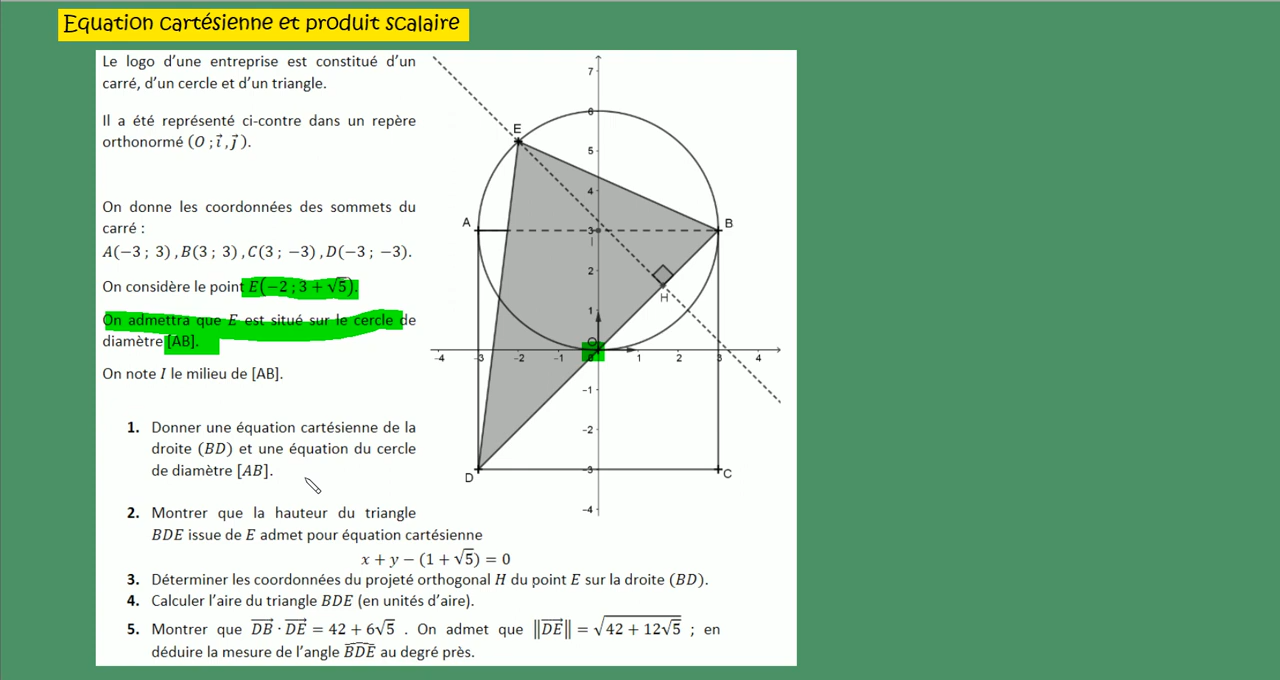 Equation cartésienne et produit scalaire
Le logo d'une entreprise est constitué d'un
carré, d'un cercle et d'un triangle.
Il a été représenté ci-contre dans un repère
orthonormé (O ; i⃗ , j⃗ ).
On donne les coordonnées des sommets du
carré :
A(−3 ; 3) , B(3 ; 3) , C(3 ; −3) , D(−3 ; −3).
On considère le point E(−2 ; 3 + √5).
On admettra que E est situé sur le cercle de
diamètre [AB].
On note I le milieu de [AB].
1. Donner une équation cartésienne de la
droite (BD) et une équation du cercle
de diamètre [AB].
2. Montrer que la hauteur du triangle
BDE issue de E admet pour équation cartésienne
x + y − (1 + √5) = 0
3. Déterminer les coordonnées du projeté orthogonal H du point E sur la droite (BD).
4. Calculer l'aire du triangle BDE (en unités d'aire).
5. Montrer que DB⃗ · DE⃗ = 42 + 6√5 . On admet que ‖DE⃗‖ = √(42 + 12√5) ; en
déduire la mesure de l'angle BDE au degré près.
7
6
E
5
4
A
B
3
I
2
H
1
O
−4 −3 −2 −1 0 1 2 3 4
−1
−2
−3
D
C
−4